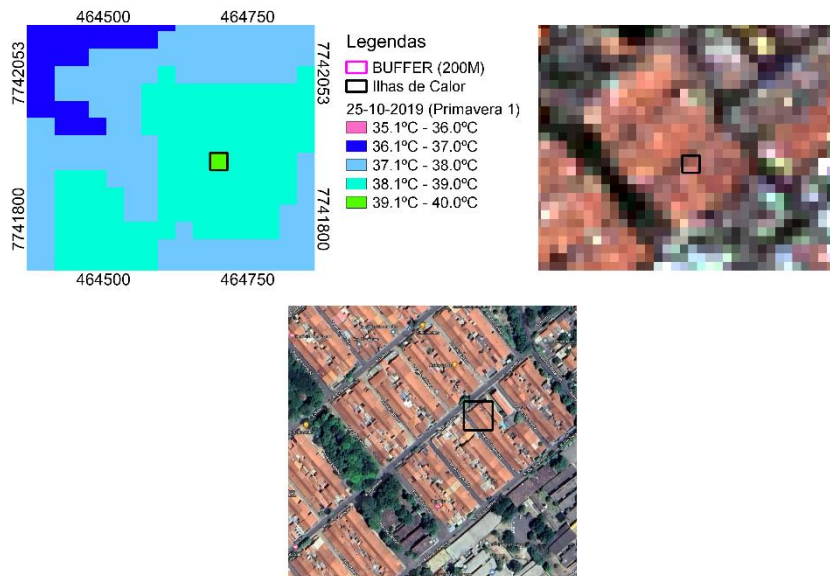 464500 464750
7742053
7741800
7742053
7741800
464500 464750
Legendas
BUFFER (200M)
Ilhas de Calor
25-10-2019 (Primavera 1)
35.1ºC - 36.0ºC
36.1ºC - 37.0ºC
37.1ºC - 38.0ºC
38.1ºC - 39.0ºC
39.1ºC - 40.0ºC